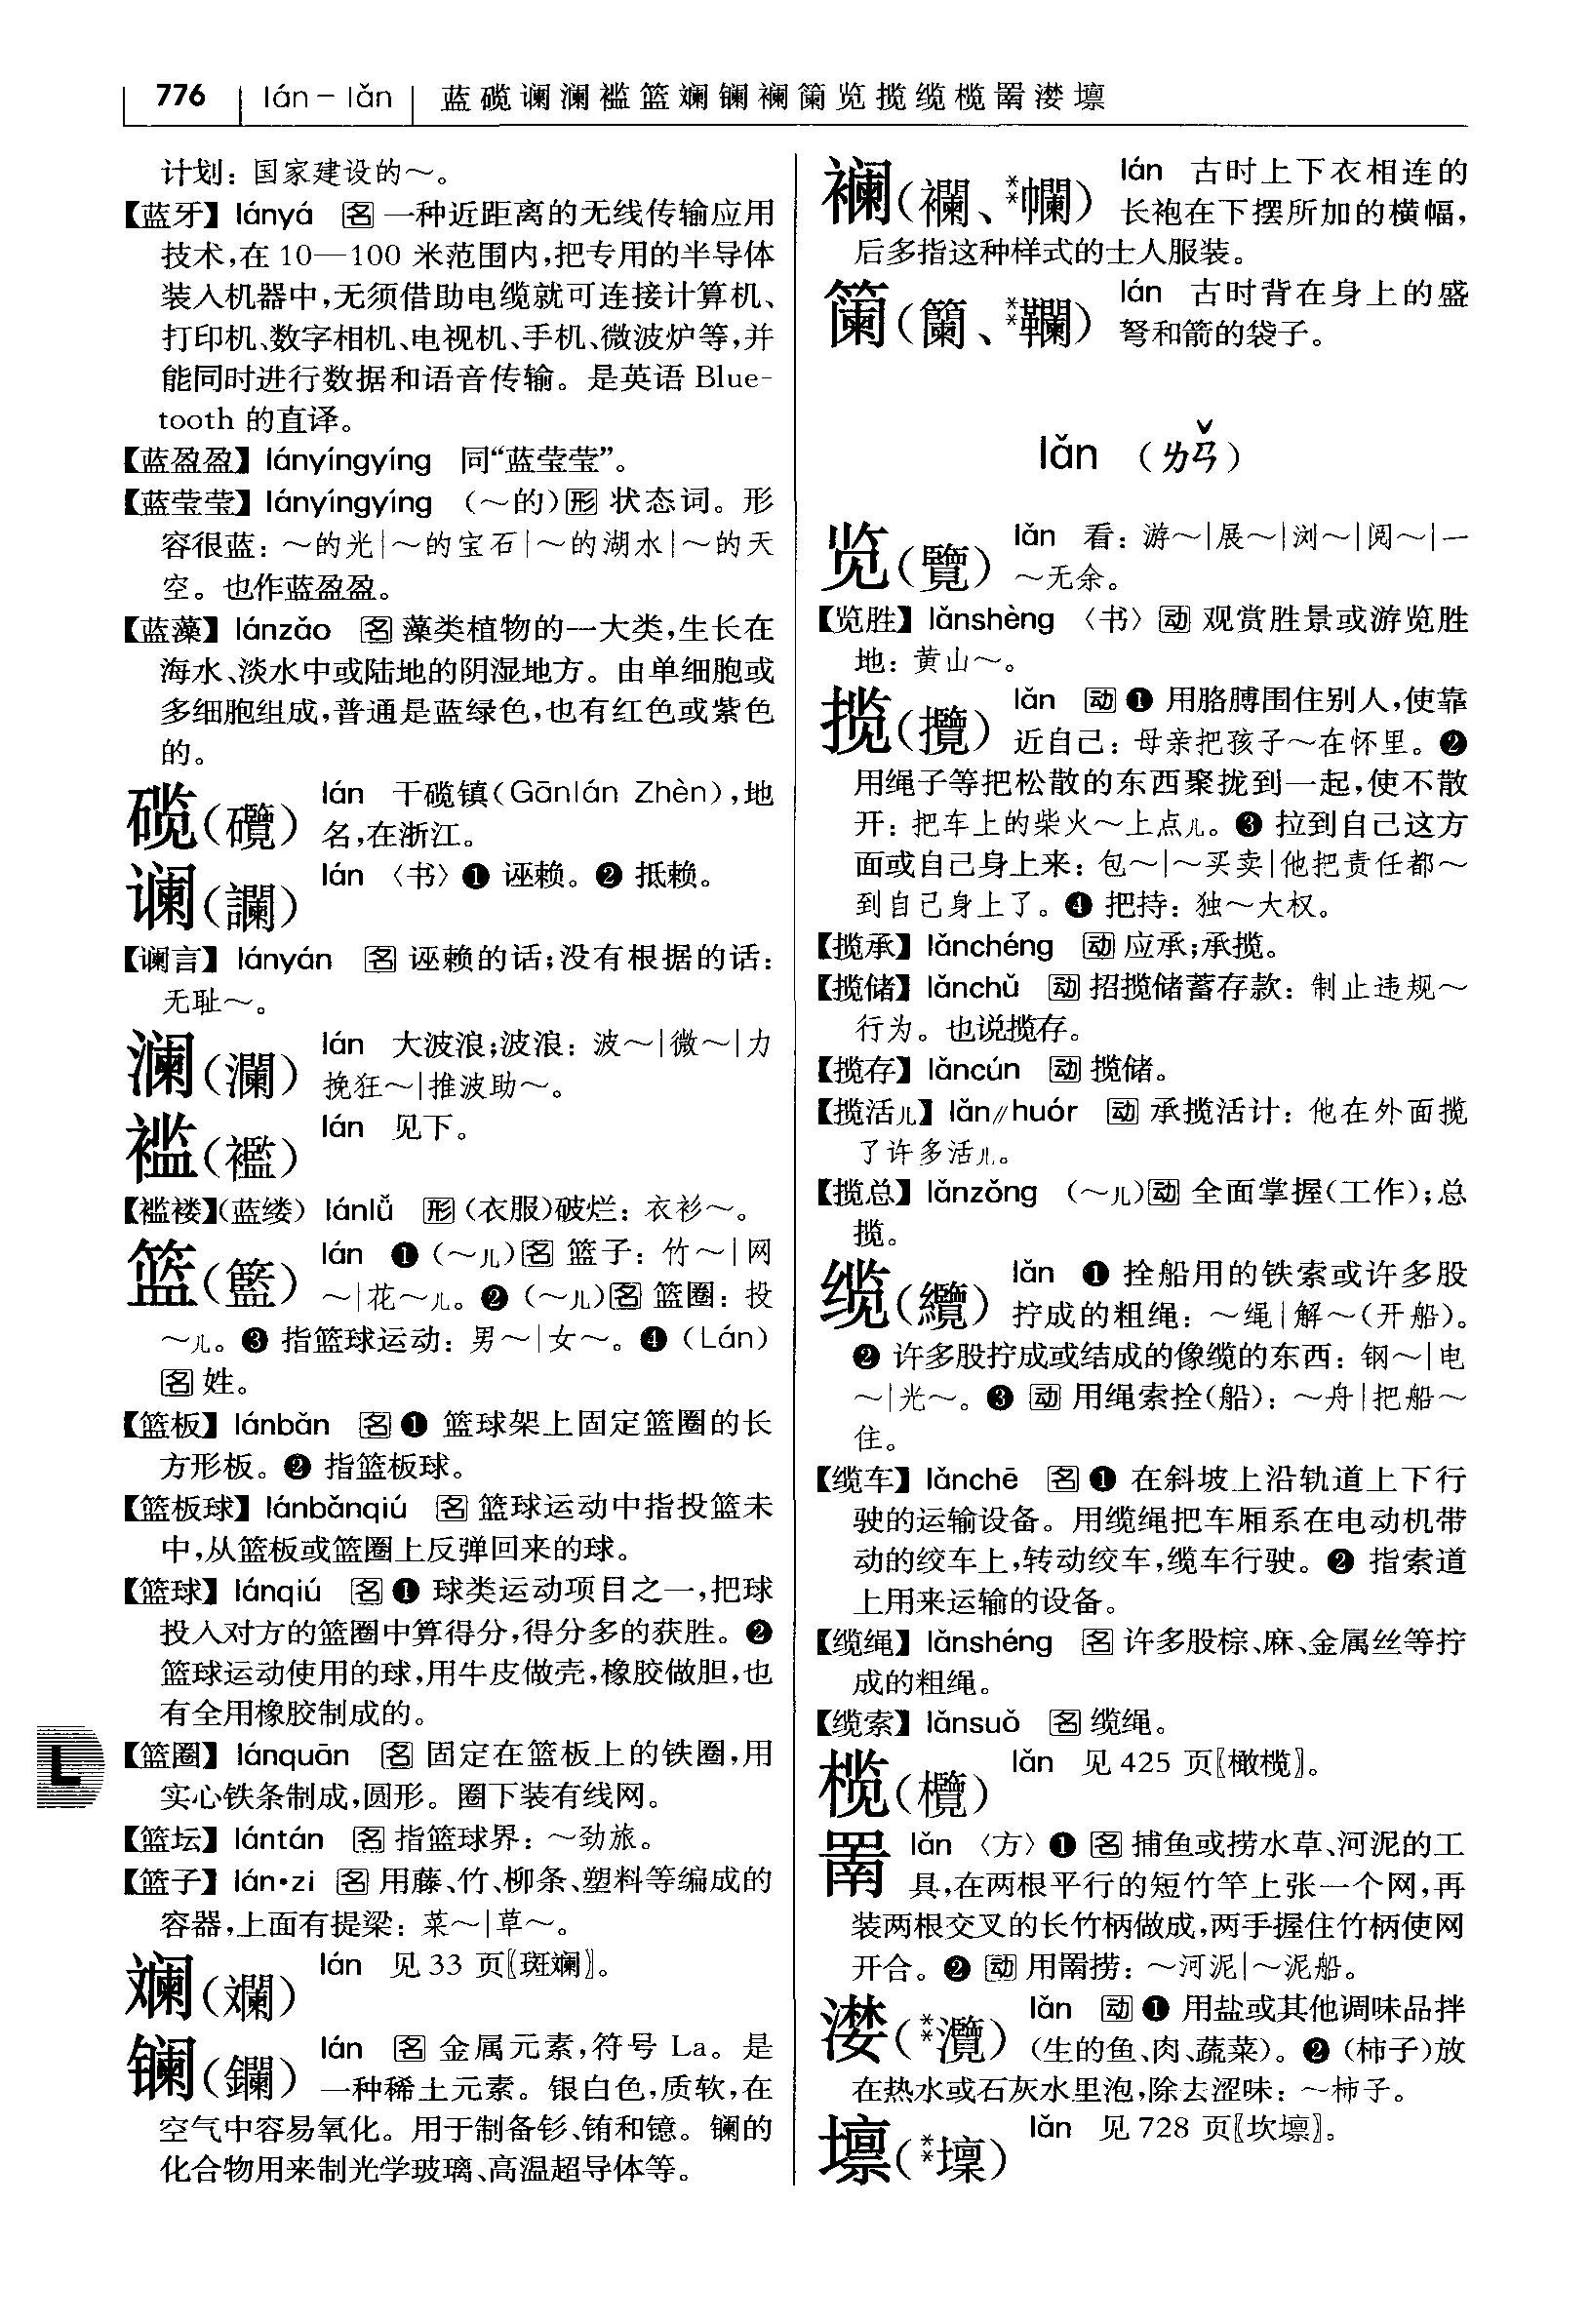 776 lán－lǎn 蓝㰖谰澜褴篮斓镧襕籣览揽缆榄罱漤壈
计划：国家建设的～。
【蓝牙】lányá 名 一种近距离的无线传输应用
技术，在10—100 米范围内，把专用的半导体
装入机器中，无须借助电缆就可连接计算机、
打印机、数字相机、电视机、手机、微波炉等，并
能同时进行数据和语音传输。是英语 Blue-
tooth 的直译。
【蓝盈盈】lányíngyíng 同“蓝莹莹”。
【蓝莹莹】lányíngyíng （～的）形 状态词。形
容很蓝：～的光|～的宝石|～的湖水|～的天
空。也作蓝盈盈。
【蓝藻】lánzǎo 名 藻类植物的一大类，生长在
海水、淡水中或陆地的阴湿地方。由单细胞或
多细胞组成，普通是蓝绿色，也有红色或紫色
的。
lán 干镇（Gānlán Zhèn），地
名，在浙江。
谰（讕） lán 〈书〉❶ 诬赖。❷ 抵赖。
【谰言】lányán 名 诬赖的话；没有根据的话：
无耻～。
澜（瀾） lán 大波浪；波浪：波～|微～|力
挽狂～|推波助～。
褴（襤） lán 见下。
【褴褛】（蓝缕） lánlǚ 形（衣服）破烂：衣衫～。
篮（籃） lán ❶（～儿）名 篮子：竹～|网
～|花～儿。❷（～儿）名 篮圈：投
～儿。❸ 指篮球运动：男～|女～。❹（Lán）
名 姓。
【篮板】lánbǎn 名 ❶ 篮球架上固定篮圈的长
方形板。❷ 指篮板球。
【篮板球】lánbǎnqiú 名 篮球运动中指投篮未
中，从篮板或篮圈上反弹回来的球。
【篮球】lánqiú 名 ❶ 球类运动项目之一，把球
投入对方的篮圈中算得分，得分多的获胜。❷
篮球运动使用的球，用牛皮做壳，橡胶做胆，也
有全用橡胶制成的。
【篮圈】lánquān 名 固定在篮板上的铁圈，用
实心铁条制成，圆形。圈下装有线网。
【篮坛】lántán 名 指篮球界：～劲旅。
【篮子】lán•zi 名 用藤、竹、柳条、塑料等编成的
容器，上面有提梁：菜～|草～。
斓（斕） lán 见 33 页〖斑斓〗。
镧（鑭） lán 名 金属元素，符号 La。是
一种稀土元素。银白色，质软，在
空气中容易氧化。用于制备钐、铕和镱。镧的
化合物用来制光学玻璃、高温超导体等。
L
襕（襴、**幱） lán 古时上下衣相连的
长袍在下摆所加的横幅，
后多指这种样式的士人服装。
籣（籣、**韊） lán 古时背在身上的盛
弩和箭的袋子。
lǎn （ㄌㄢˇ）
览（覽） lǎn 看：游～|展～|浏～|阅～|一
～无余。
【览胜】lǎnshèng 〈书〉动 观赏胜景或游览胜
地：黄山～。
揽（攬） lǎn 动 ❶ 用胳膊围住别人，使靠
近自己：母亲把孩子～在怀里。❷
用绳子等把松散的东西聚拢到一起，使不散
开：把车上的柴火～上点儿。❸ 拉到自己这方
面或自己身上来：包～|～买卖|他把责任都～
到自己身上了。❹ 把持：独～大权。
【揽承】lǎnchéng 动 应承；承揽。
【揽储】lǎnchǔ 动 招揽储蓄存款：制止违规～
行为。也说揽存。
【揽存】lǎncún 动 揽储。
【揽活儿】lǎn∥huór 动 承揽活计：他在外面揽
了许多活儿。
【揽总】lǎnzǒng （～儿）动 全面掌握（工作）；总
揽。
缆（纜） lǎn ❶ 拴船用的铁索或许多股
拧成的粗绳：～绳|解～（开船）。
❷ 许多股拧成或结成的像缆的东西：钢～|电
～|光～。❸ 动 用绳索拴（船）：～舟|把船～
住。
【缆车】lǎnchē 名 ❶ 在斜坡上沿轨道上下行
驶的运输设备。用缆绳把车厢系在电动机带
动的绞车上，转动绞车，缆车行驶。❷ 指索道
上用来运输的设备。
【缆绳】lǎnshéng 名 许多股棕、麻、金属丝等拧
成的粗绳。
【缆索】lǎnsuǒ 名 缆绳。
榄（欖） lǎn 见 425 页〖橄榄〗。
罱 lǎn 〈方〉❶ 名 捕鱼或捞水草、河泥的工
具，在两根平行的短竹竿上张一个网，再
装两根交叉的长竹柄做成，两手握住竹柄使网
开合。❷ 动 用罱捞：～河泥|～泥船。
漤（**灠） lǎn 动 ❶ 用盐或其他调味品拌
（生的鱼、肉、蔬菜）。❷（柿子）放
在热水或石灰水里泡，除去涩味：～柿子。
壈（**壈） lǎn 见 728 页〖坎壈〗。